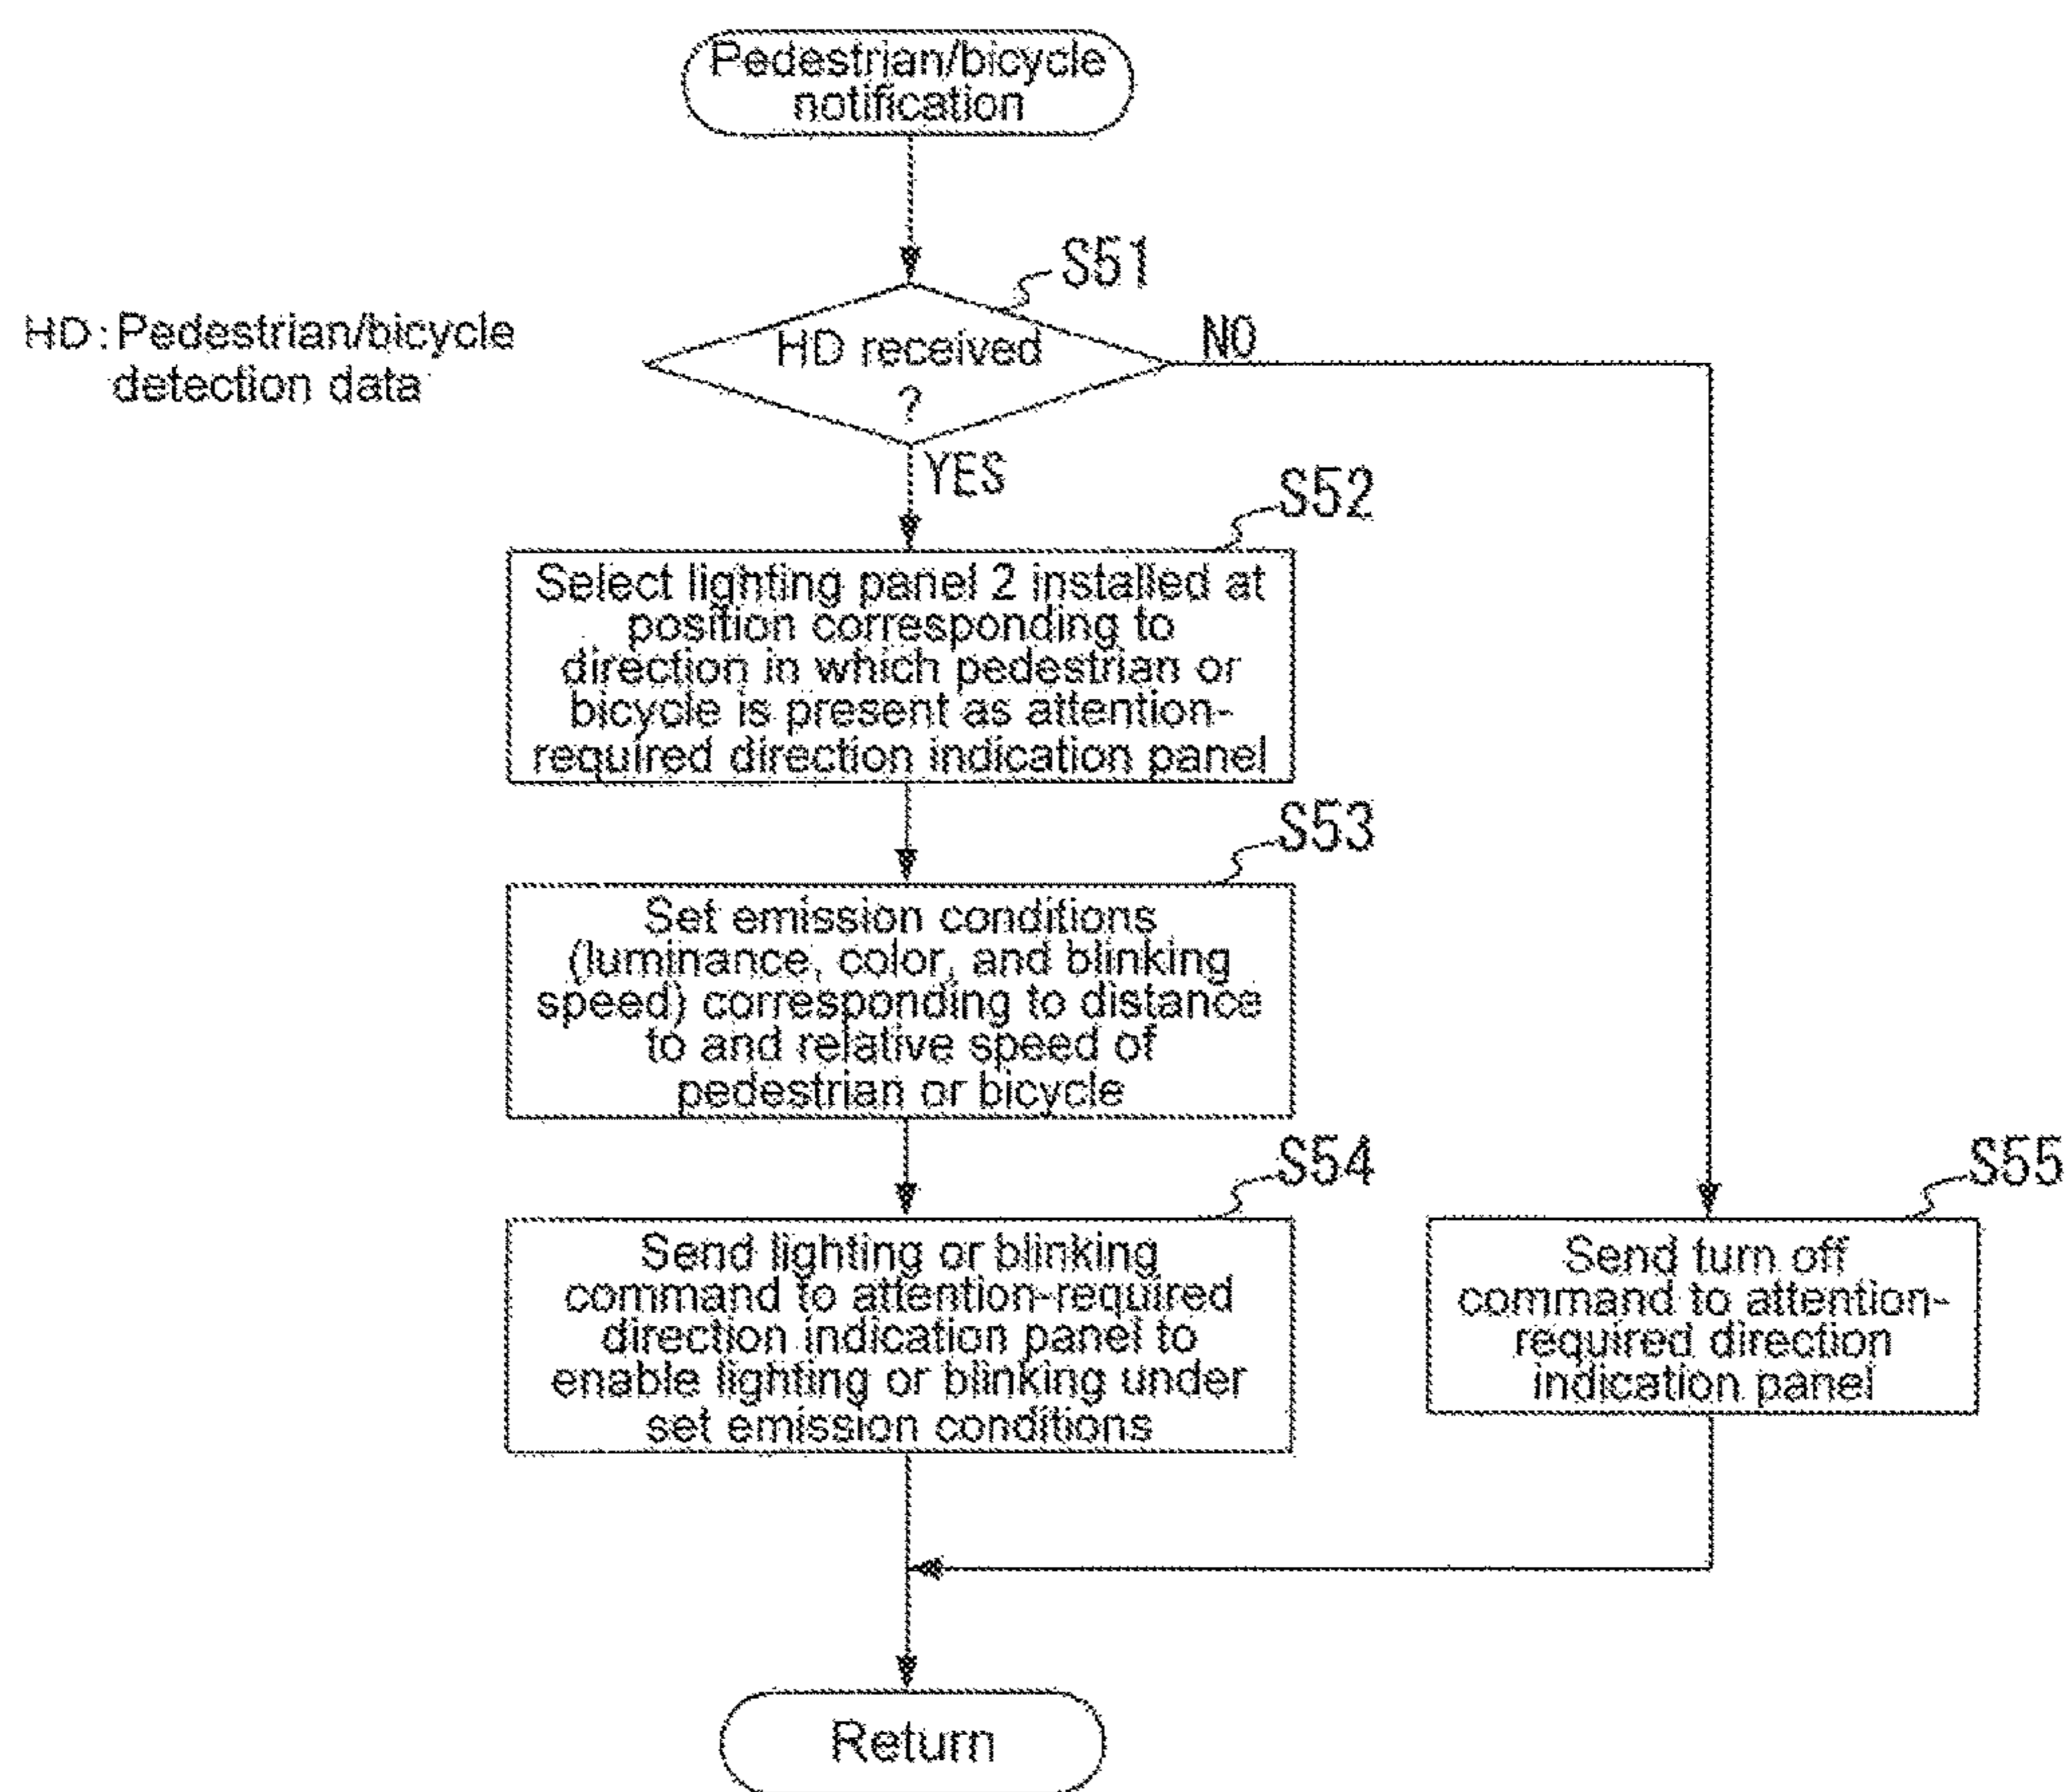 Pedestrian/bicycle
notification
S51
HD:Pedestrian/bicycle
detection data
HD received
?
NO
YES
S52
Select lighting panel 2 installed at
position corresponding to
direction in which pedestrian or
bicycle is present as attention-
required direction indication panel
S53
Set emission conditions
(luminance, color, and blinking
speed) corresponding to distance
to and relative speed of
pedestrian or bicycle
S54
Send lighting or blinking
command to attention-required
direction indication panel to
enable lighting or blinking under
set emission conditions
S55
Send turn off
command to attention-
required direction
indication panel
Return